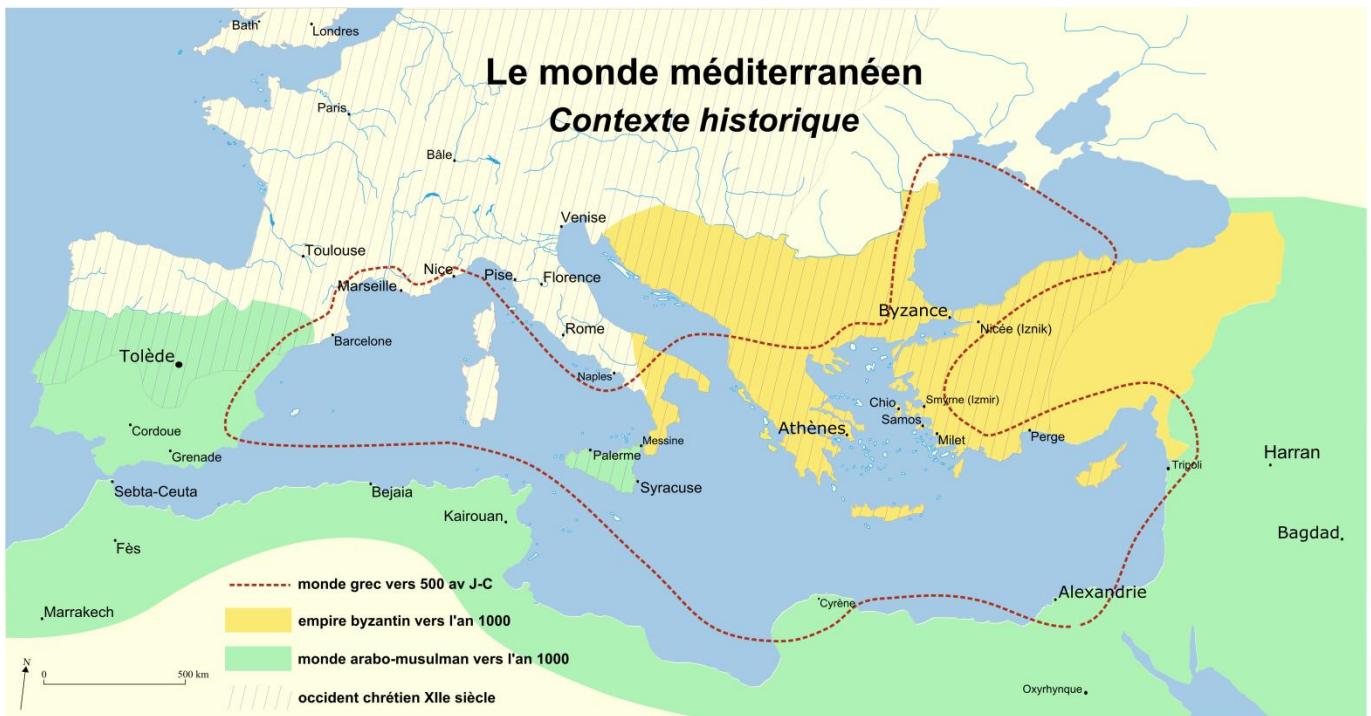 Bath
Londres
Le monde méditerranéen
Contexte historique
Paris
Bâle
Venise
Toulouse
Nice
Pise
Florence
Marseille
Byzance
Nicée (Iznik)
Rome
Barcelone
Tolède
Naples
Chio
Smyrne (Izmir)
Samos
Cordoue
Athènes
Milet
Perge
Messine
Grenade
Palerme
Harran
Tripoli
Sebta-Ceuta
Bejaia
Syracuse
Kairouan
Bagdad
Fès
monde grec vers 500 av J-C
Alexandrie
Cyrène
Marrakech
empire byzantin vers l'an 1000
monde arabo-musulman vers l'an 1000
N
0 500 km
Oxyrhynque
occident chrétien XIIe siècle